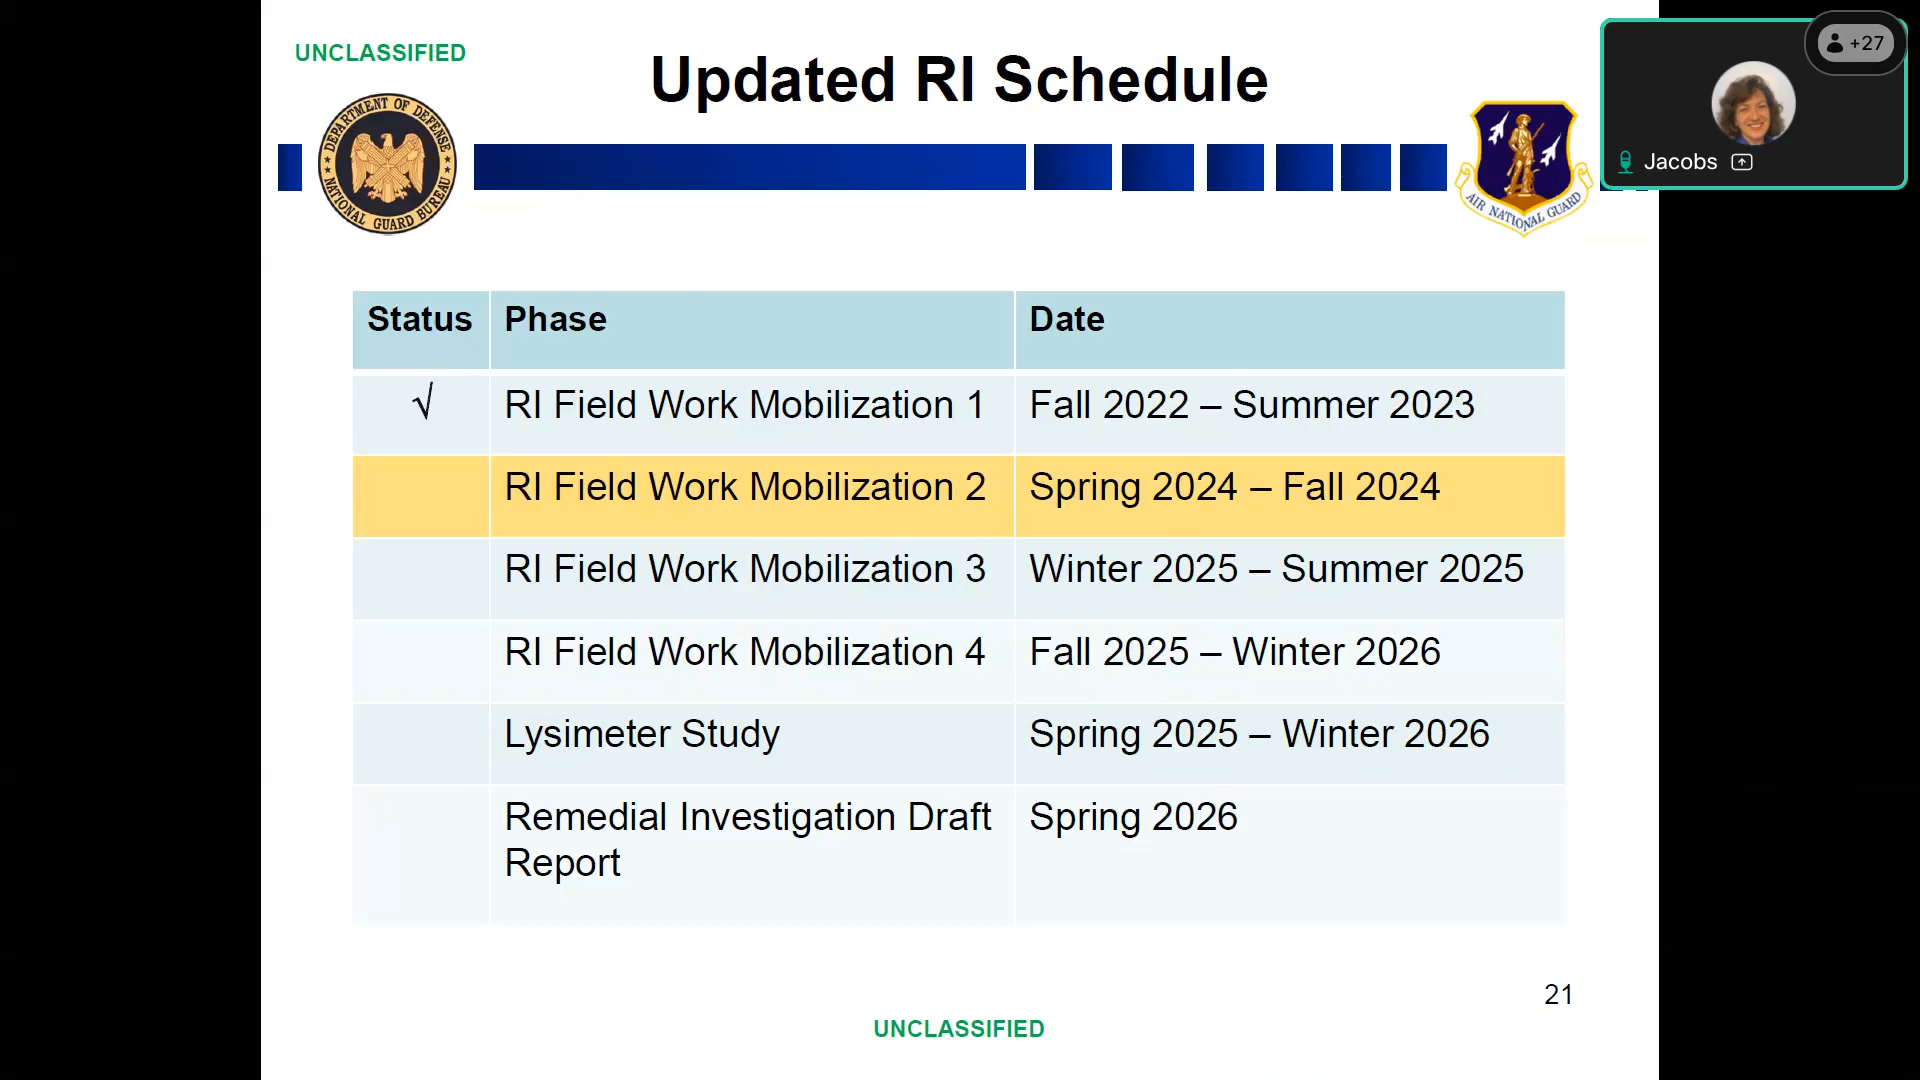 UNCLASSIFIED
Updated RI Schedule
+27
Jacobs
DEPARTMENT OF DEFENSE
NATIONAL GUARD BUREAU
AIR NATIONAL GUARD
Status Phase Date
√ RI Field Work Mobilization 1 Fall 2022 – Summer 2023
RI Field Work Mobilization 2 Spring 2024 – Fall 2024
RI Field Work Mobilization 3 Winter 2025 – Summer 2025
RI Field Work Mobilization 4 Fall 2025 – Winter 2026
Lysimeter Study Spring 2025 – Winter 2026
Remedial Investigation Draft Spring 2026
Report
21
UNCLASSIFIED